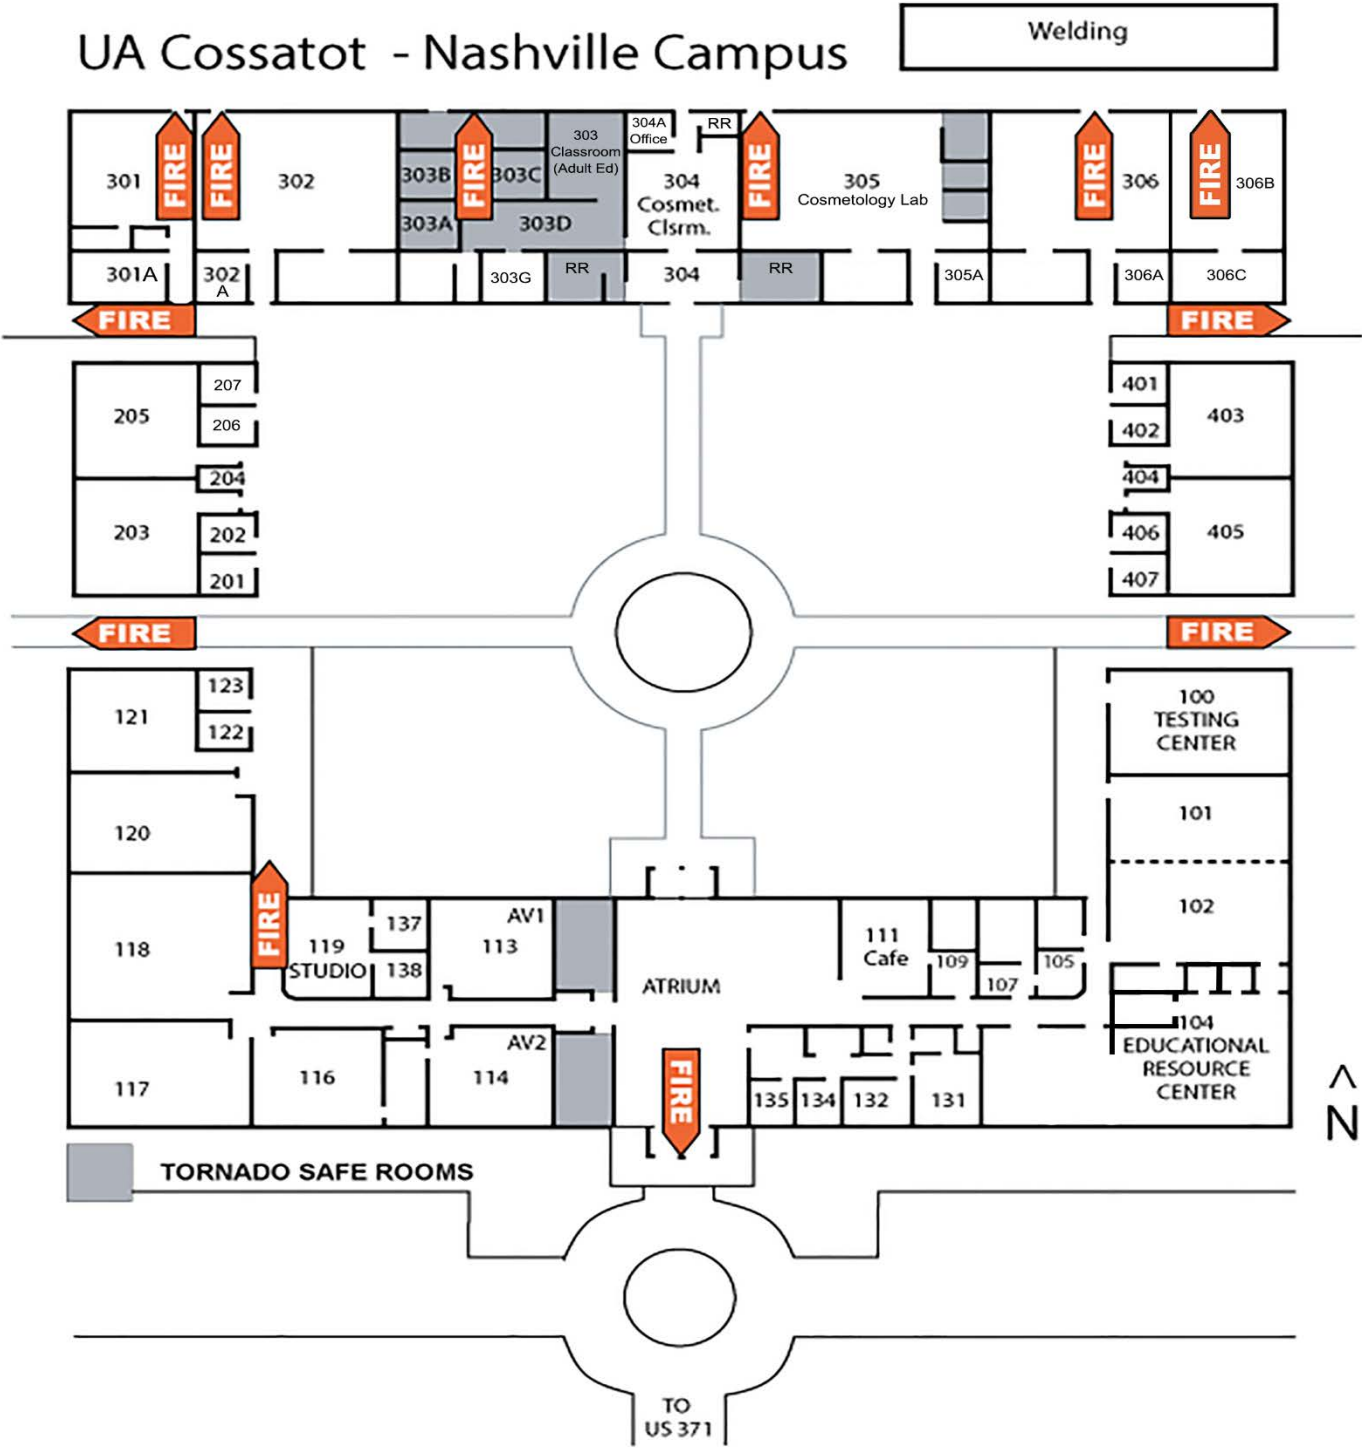 Welding
UA Cossatot - Nashville Campus
301
FIRE
FIRE
302
303B
FIRE
303C
303
Classroom
(Adult Ed)
303A
303D
304A
Office
RR
304
Cosmet.
Clsrm.
FIRE
305
Cosmetology Lab
FIRE
306
FIRE
306B
301A
302
A
303G
RR
304
RR
305A
306A
306C
FIRE
FIRE
205
207
206
204
203
202
201
401
402
403
404
405
406
407
FIRE
FIRE
121
123
122
120
118
117
FIRE
119
STUDIO
137
138
AV1
113
116
AV2
114
ATRIUM
FIRE
111
Cafe
109
107
105
135
134
132
131
100
TESTING
CENTER
101
102
104
EDUCATIONAL
RESOURCE
CENTER
^
N
TORNADO SAFE ROOMS
TO
US 371